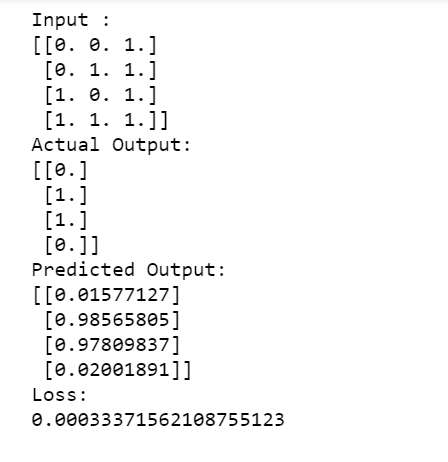 Input :
[[0. 0. 1.]
 [0. 1. 1.]
 [1. 0. 1.]
 [1. 1. 1.]]
Actual Output:
[[0.]
 [1.]
 [1.]
 [0.]]
Predicted Output:
[[0.01577127]
 [0.98565805]
 [0.97809837]
 [0.02001891]]
Loss:
0.00033371562108755123